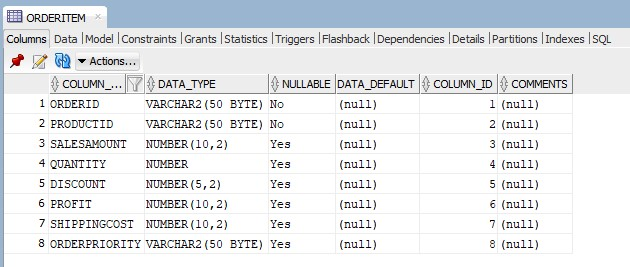 ORDERITEM
Columns Data Model Constraints Grants Statistics Triggers Flashback Dependencies Details Partitions Indexes SQL
Actions...
COLUMN_... DATA_TYPE NULLABLE DATA_DEFAULT COLUMN_ID COMMENTS
1 ORDERID VARCHAR2(50 BYTE) No (null) 1 (null)
2 PRODUCTID VARCHAR2(50 BYTE) No (null) 2 (null)
3 SALESAMOUNT NUMBER(10,2) Yes (null) 3 (null)
4 QUANTITY NUMBER Yes (null) 4 (null)
5 DISCOUNT NUMBER(5,2) Yes (null) 5 (null)
6 PROFIT NUMBER(10,2) Yes (null) 6 (null)
7 SHIPPINGCOST NUMBER(10,2) Yes (null) 7 (null)
8 ORDERPRIORITY VARCHAR2(50 BYTE) Yes (null) 8 (null)